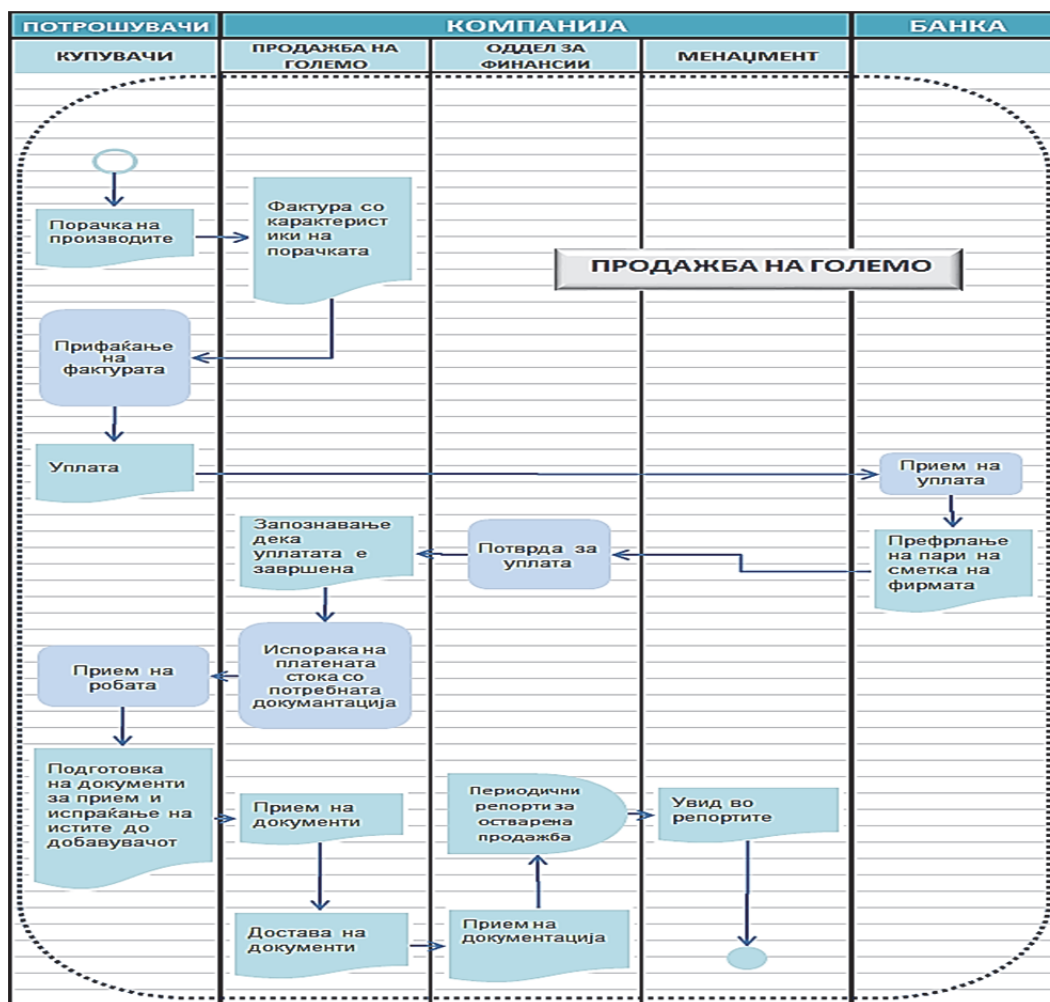 ПОТРОШУВАЧИ
КОМПАНИЈА
БАНКА
КУПУВАЧИ
ПРОДАЖБА НА
ГОЛЕМО
ОДДЕЛ ЗА
ФИНАНСИИ
МЕНАЏМЕНТ
Порачка на
производите
Фактура со
карактерист
ики на
порачката
ПРОДАЖБА НА ГОЛЕМО
Прифаќање
на
фактурата
Уплата
Прием на
уплата
Префрлање
на пари на
сметка на
фирмата
Потврда за
уплата
Запознавање
дека
уплатата е
завршена
Испорака на
платената
стока со
потребната
докумантација
Прием на
робата
Подготовка
на документи
за прием и
испраќање на
истите до
добавувачот
Прием на
документи
Достава на
документи
Прием на
документација
Периодични
репорти за
остварена
продажба
Увид во
репортите